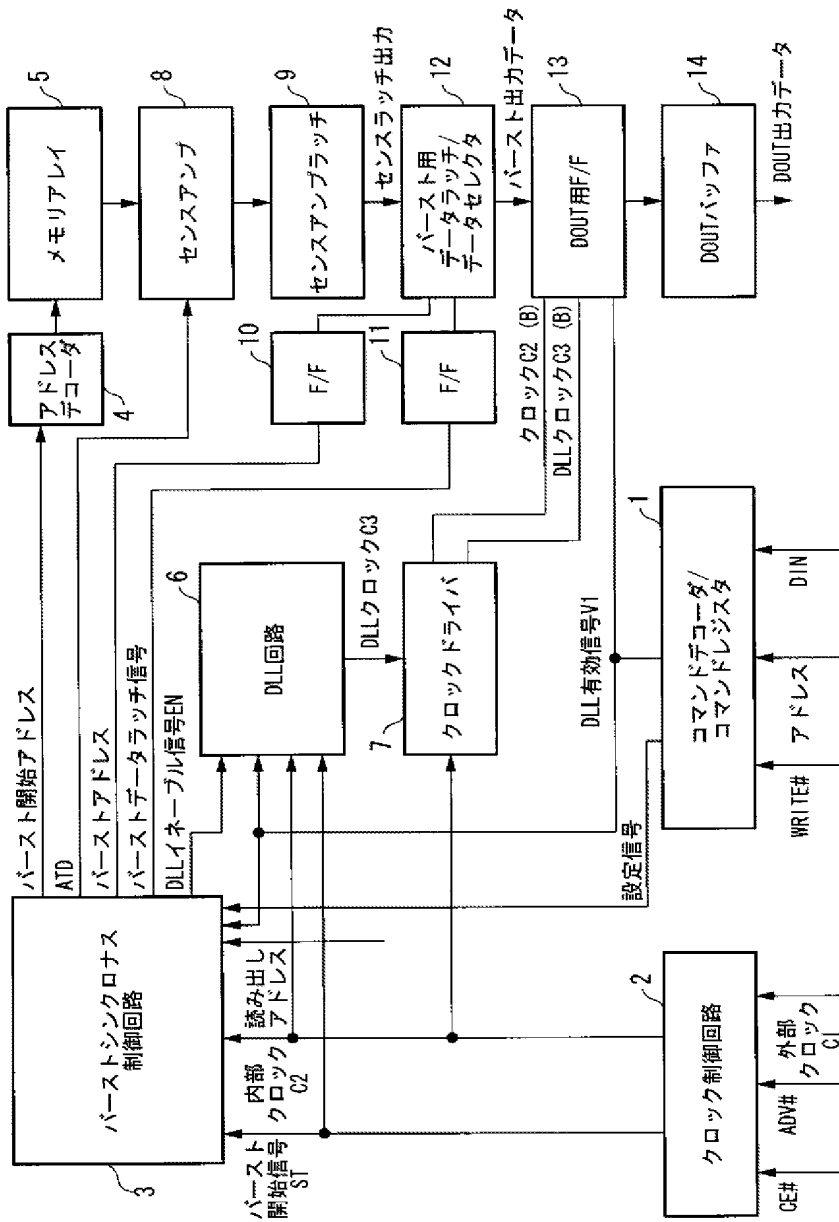 バーストシンクロナス
制御回路
3
バースト開始アドレス
ATD
バーストアドレス
バーストデータラッチ信号
DLLイネーブル信号EN
アドレス
デコーダ
4
メモリアレイ
5
センスアンプ
8
センスアンプラッチ
9
センスラッチ出力
F/F
10
F/F
11
バースト用
データラッチ/
データセレクタ
12
バースト出力データ
DOUT用F/F
13
DOUTバッファ
14
DOUT出力データ
DLL回路
6
DLLクロックC3
クロックドライバ
7
クロックC2 (B)
DLLクロックC3 (B)
DLL有効信号V1
コマンドデコーダ/
コマンドレジスタ
1
WRITE#
アドレス
DIN
設定信号
読み出し
アドレス
内部
クロック
C2
バースト
開始信号
ST
クロック制御回路
2
CE#
ADV#
外部
クロック
C1